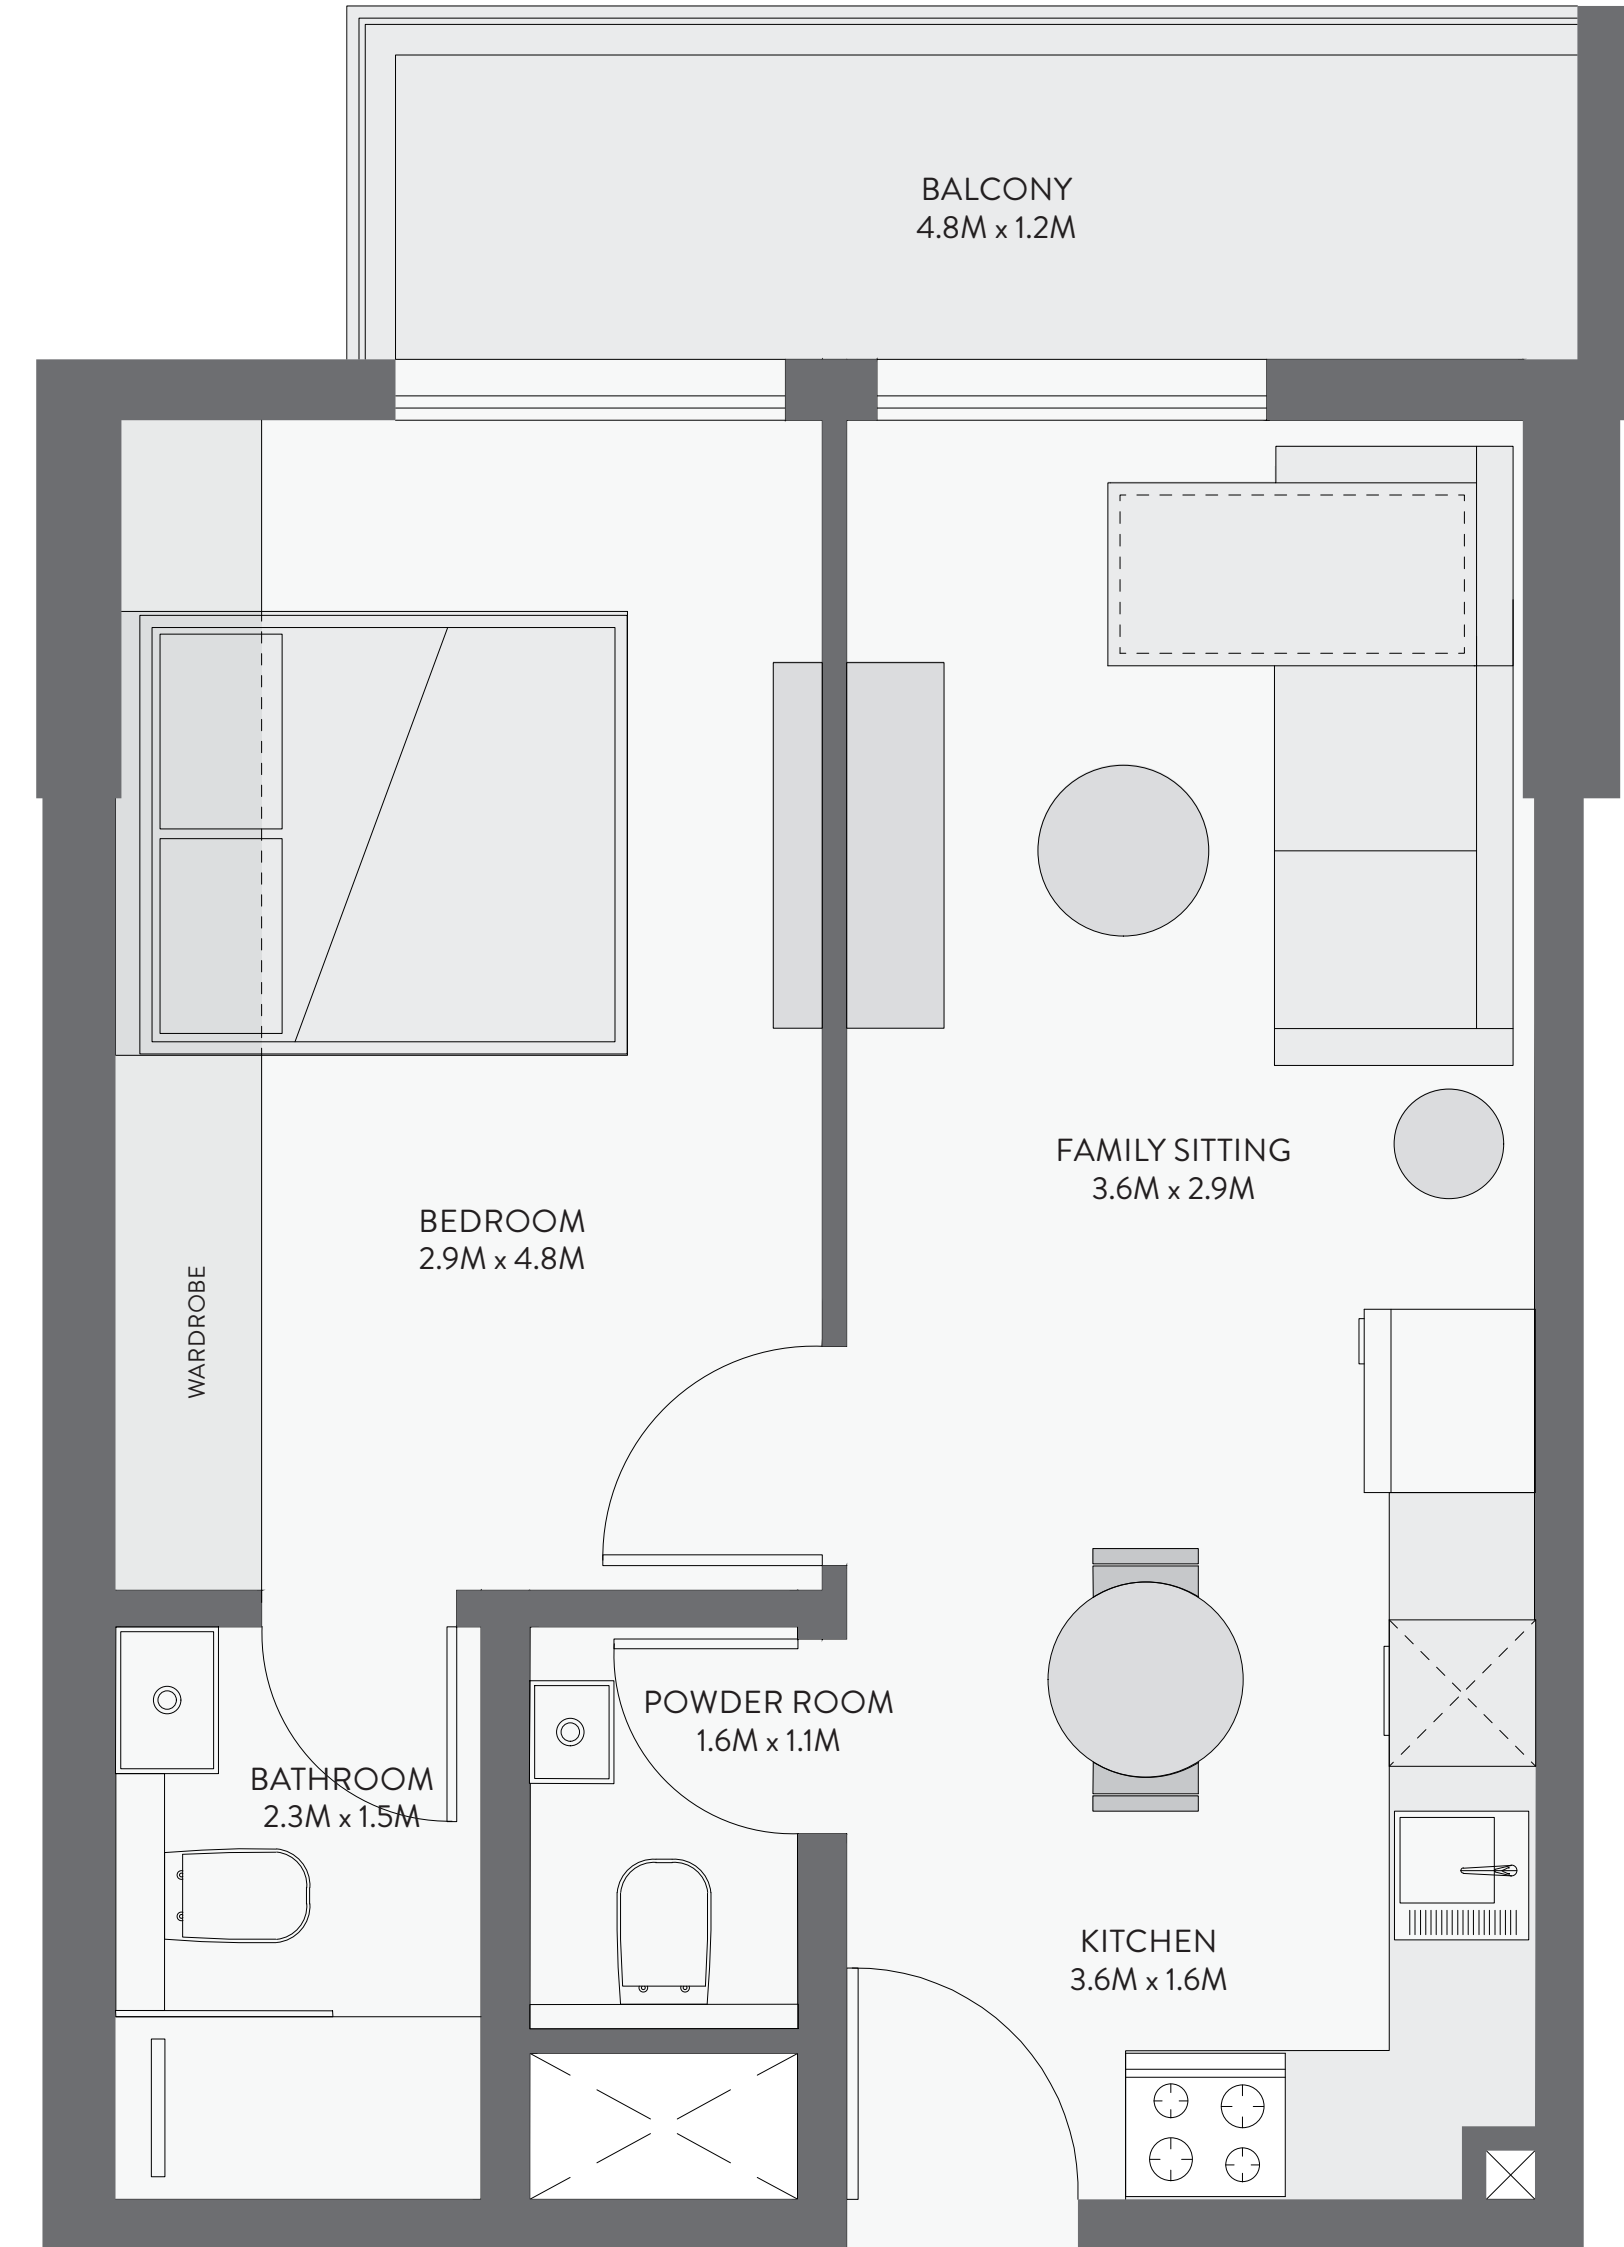 BALCONY
4.8M x 1.2M
FAMILY SITTING
3.6M x 2.9M
BEDROOM
2.9M x 4.8M
WARDROBE
POWDER ROOM
1.6M x 1.1M
BATHROOM
2.3M x 1.5M
KITCHEN
3.6M x 1.6M